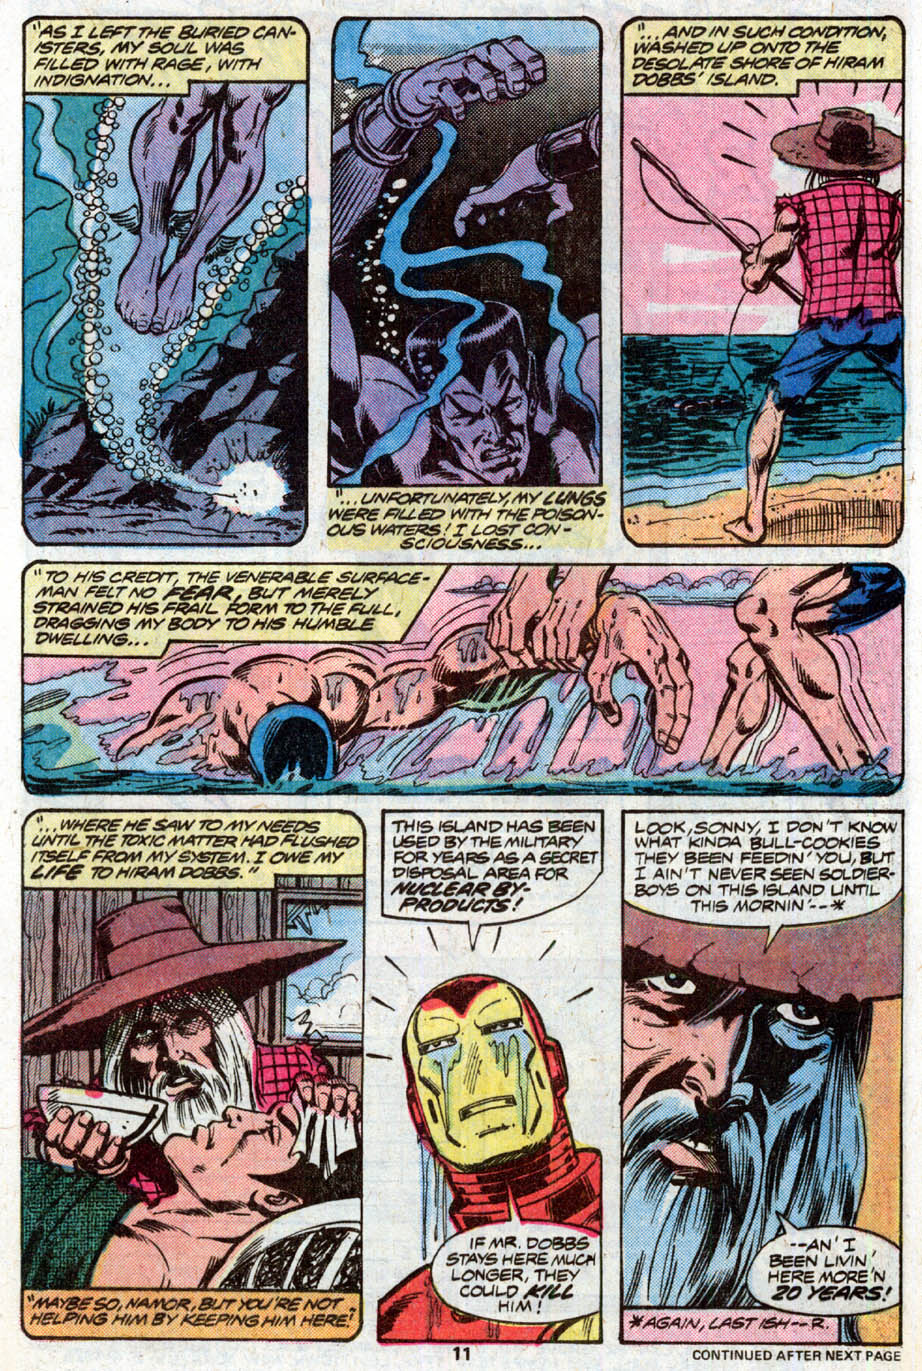 "AS I LEFT THE BURIED CAN-
ISTERS, MY SOUL WAS
FILLED WITH RAGE, WITH
INDIGNATION...
"...UNFORTUNATELY, MY LUNGS
WERE FILLED WITH THE POISON-
OUS WATERS! I LOST CON-
SCIOUSNESS...
"...AND IN SUCH CONDITION,
WASHED UP ONTO THE
DESOLATE SHORE OF HIRAM
DOBBS' ISLAND.
"TO HIS CREDIT, THE VENERABLE SURFACE-
MAN FELT NO FEAR, BUT MERELY
STRAINED HIS FRAIL FORM TO THE FULL,
DRAGGING MY BODY TO HIS HUMBLE
DWELLING...
"...WHERE HE SAW TO MY NEEDS
UNTIL THE TOXIC MATTER HAD FLUSHED
ITSELF FROM MY SYSTEM. I OWE MY
LIFE TO HIRAM DOBBS."
"MAYBE SO, NAMOR, BUT YOU'RE NOT
HELPING HIM BY KEEPING HIM HERE!
THIS ISLAND HAS BEEN
USED BY THE MILITARY
FOR YEARS AS A SECRET
DISPOSAL AREA FOR
NUCLEAR BY-
PRODUCTS!
IF MR. DOBBS
STAYS HERE MUCH
LONGER, THEY
COULD KILL
HIM!
LOOK, SONNY, I DON'T KNOW
WHAT KINDA BULL-COOKIES
THEY BEEN FEEDIN' YOU, BUT
I AIN'T NEVER SEEN SOLDIER-
BOYS ON THIS ISLAND UNTIL
THIS MORNIN'--*
--AN' I
BEEN LIVIN'
HERE MORE'N
20 YEARS!
*AGAIN, LAST ISH--R.
11
CONTINUED AFTER NEXT PAGE